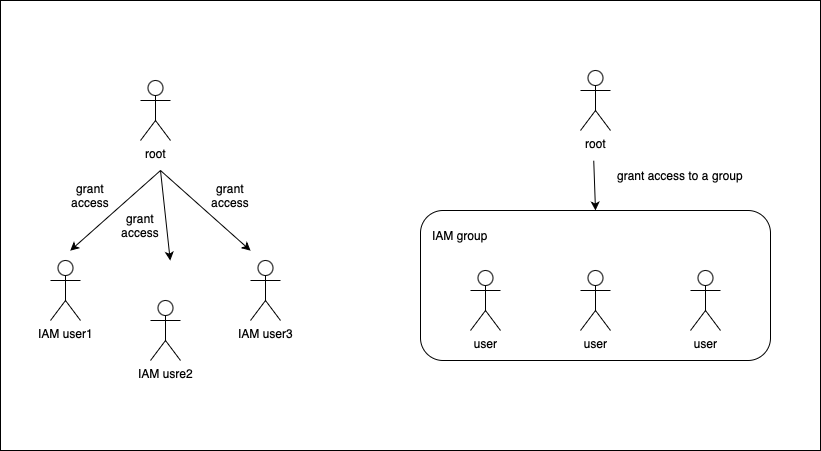 root
grant
access
grant
access
grant
access
IAM user1
IAM usre2
IAM user3
root
grant access to a group
IAM group
user
user
user